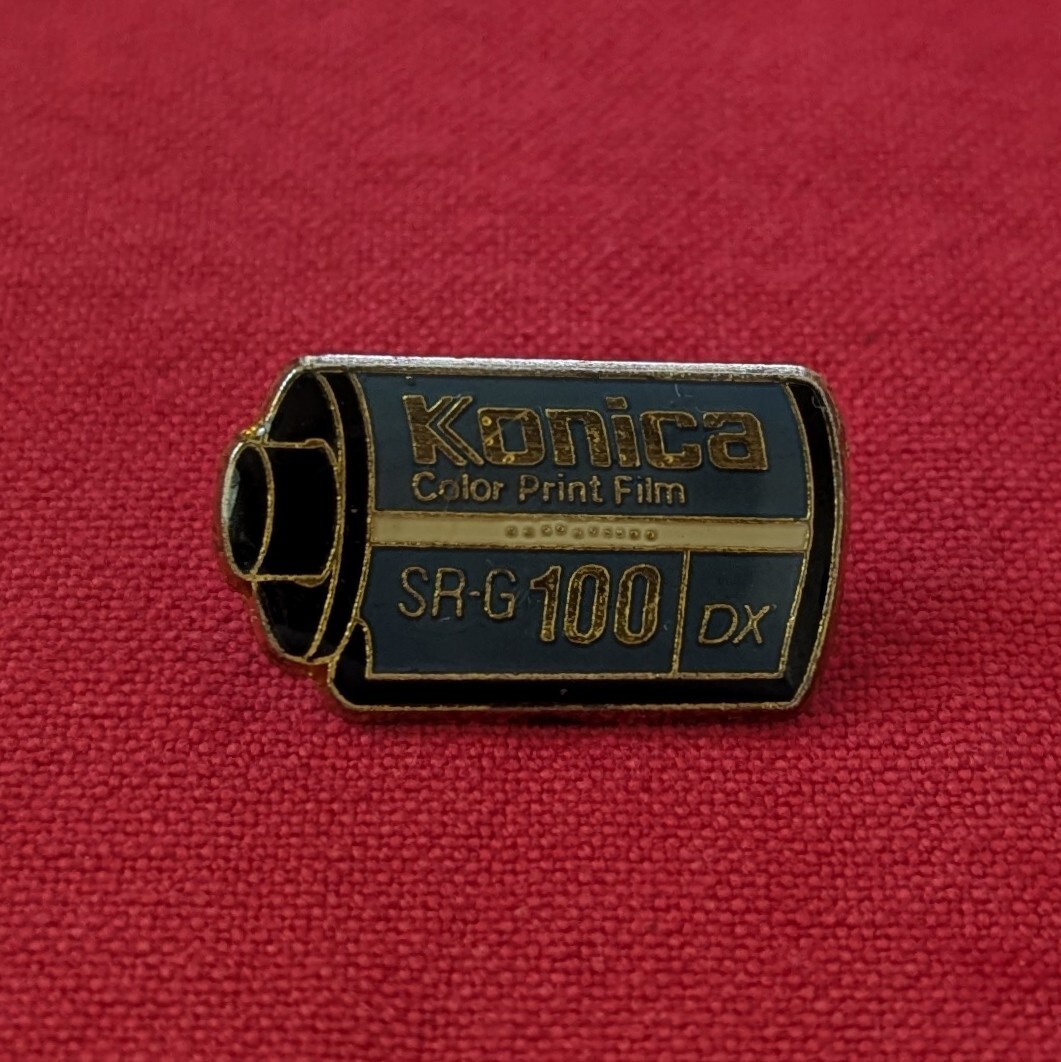 Konica
Color Print Film
SR-G 100
DX